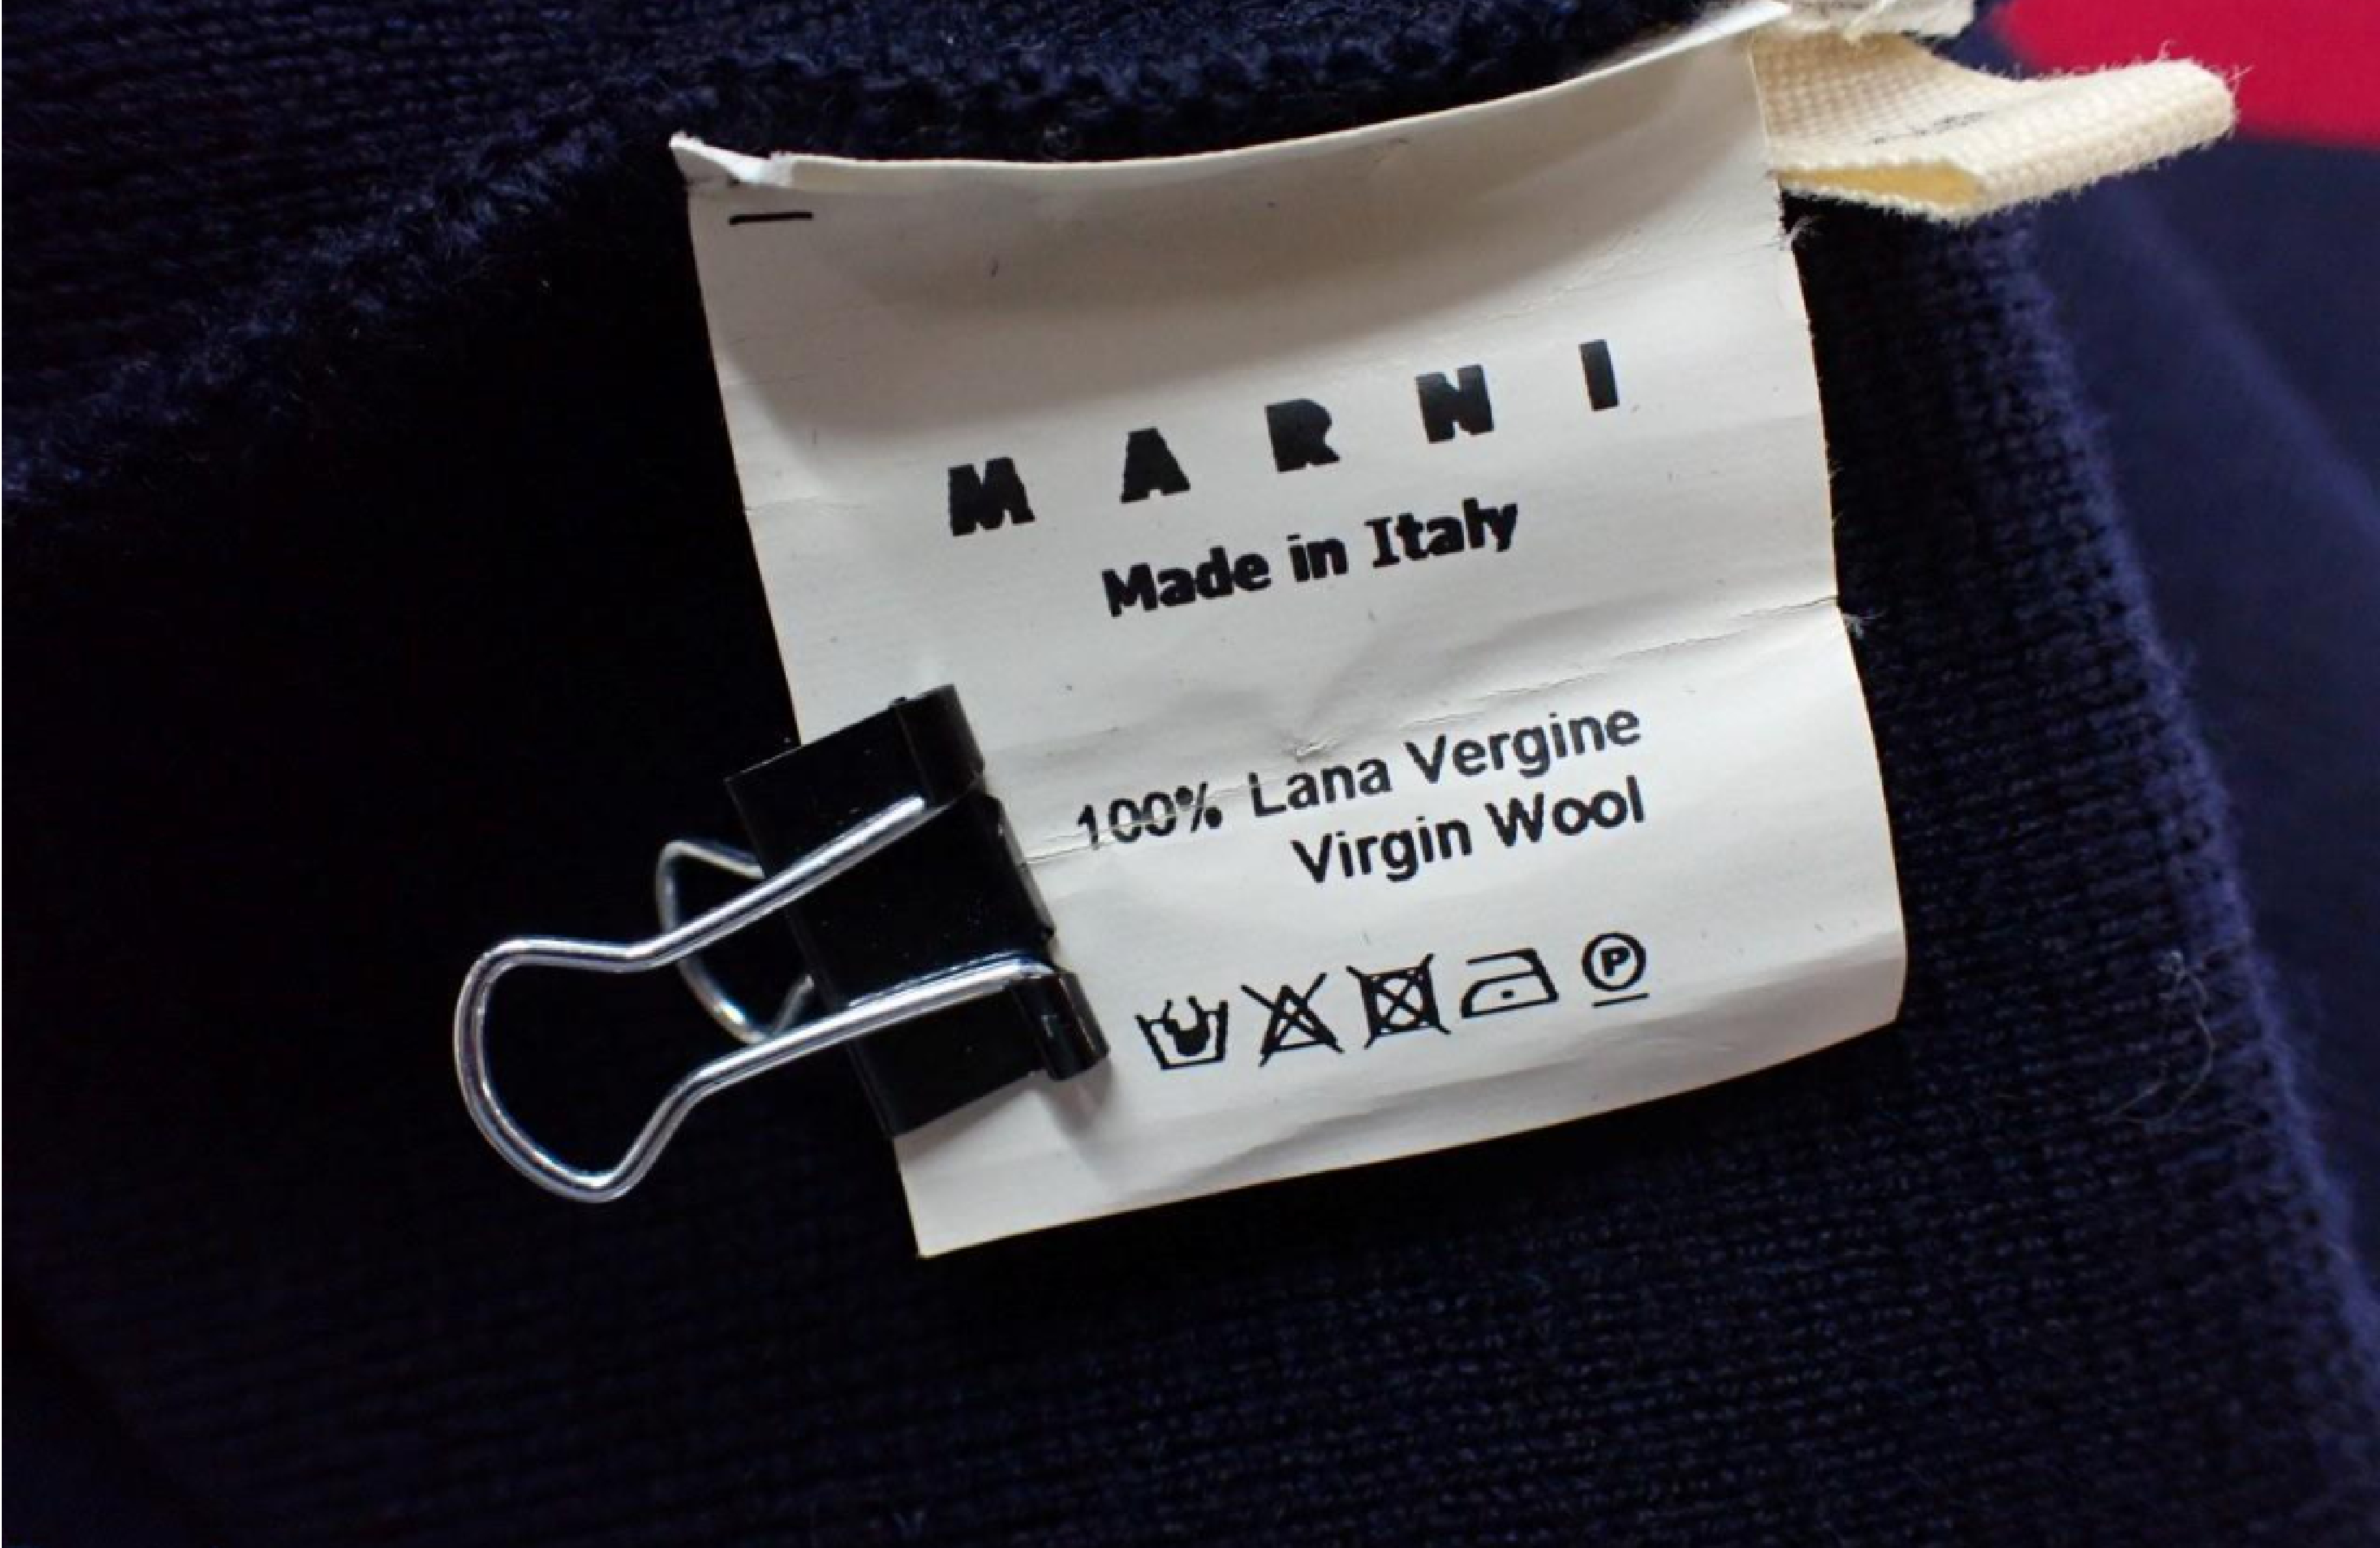 MARNI
Made in Italy
100% Lana Vergine
Virgin Wool
P